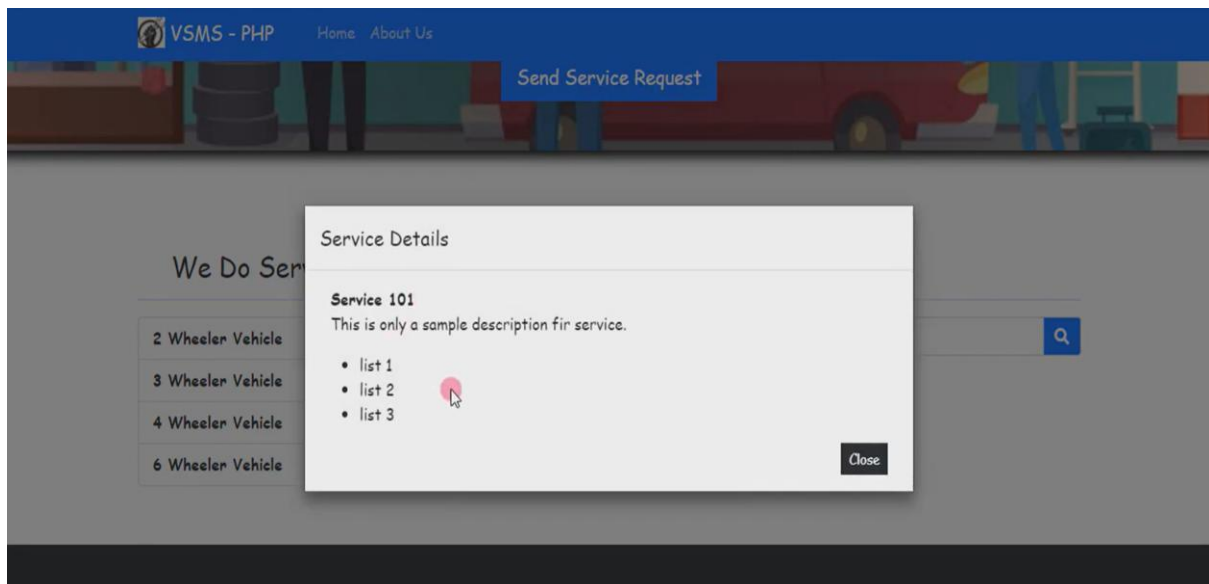 VSMS - PHP Home About Us
Send Service Request
Service Details
We Do Ser
Service 101
This is only a sample description fir service.
2 Wheeler Vehicle
list 1
3 Wheeler Vehicle
list 2
list 3
4 Wheeler Vehicle
6 Wheeler Vehicle
Close